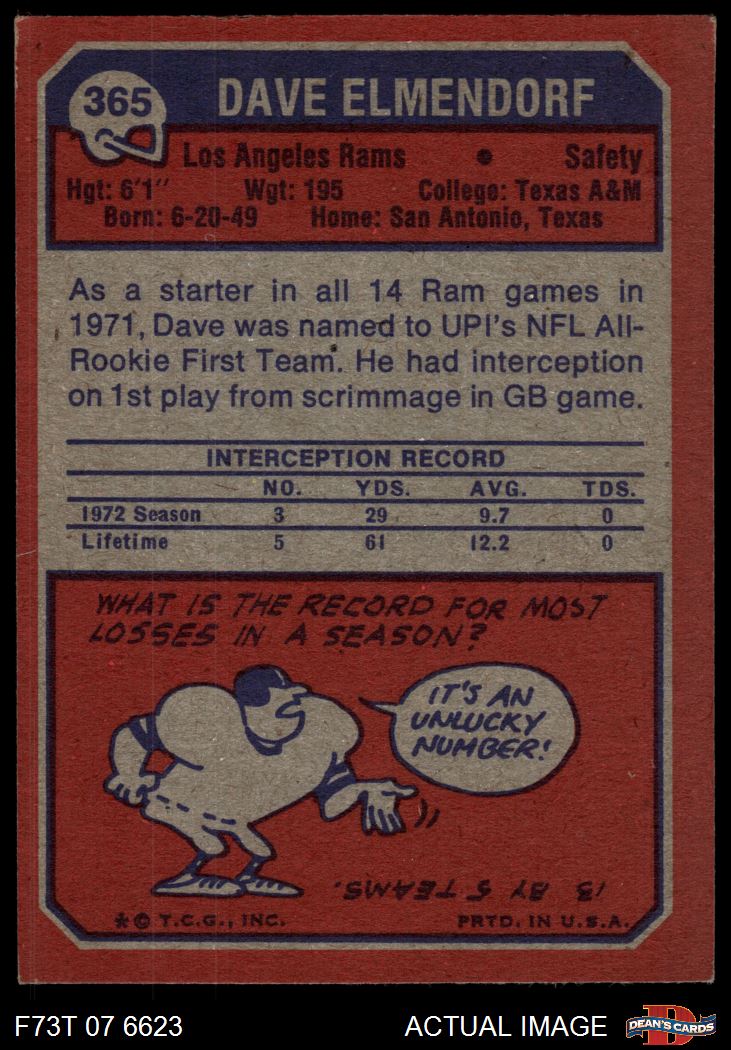 365
DAVE ELMENDORF
Los Angeles Rams • Safety
Hgt: 6'1" Wgt: 195 College: Texas A&M
Born: 6-20-49 Home: San Antonio, Texas
As a starter in all 14 Ram games in
1971, Dave was named to UPI's NFL All-
Rookie First Team. He had interception
on 1st play from scrimmage in GB game.
INTERCEPTION RECORD
NO. YDS. AVG. TDS.
1972 Season 3 29 9.7 0
Lifetime 5 61 12.2 0
WHAT IS THE RECORD FOR MOST
LOSSES IN A SEASON?
IT'S AN
UNLUCKY
NUMBER!
13 BY 5 TEAMS.
* © T.C.G., INC. PRTD. IN U.S.A.
F73T 07 6623 ACTUAL IMAGE
D
DEAN'S CARDS